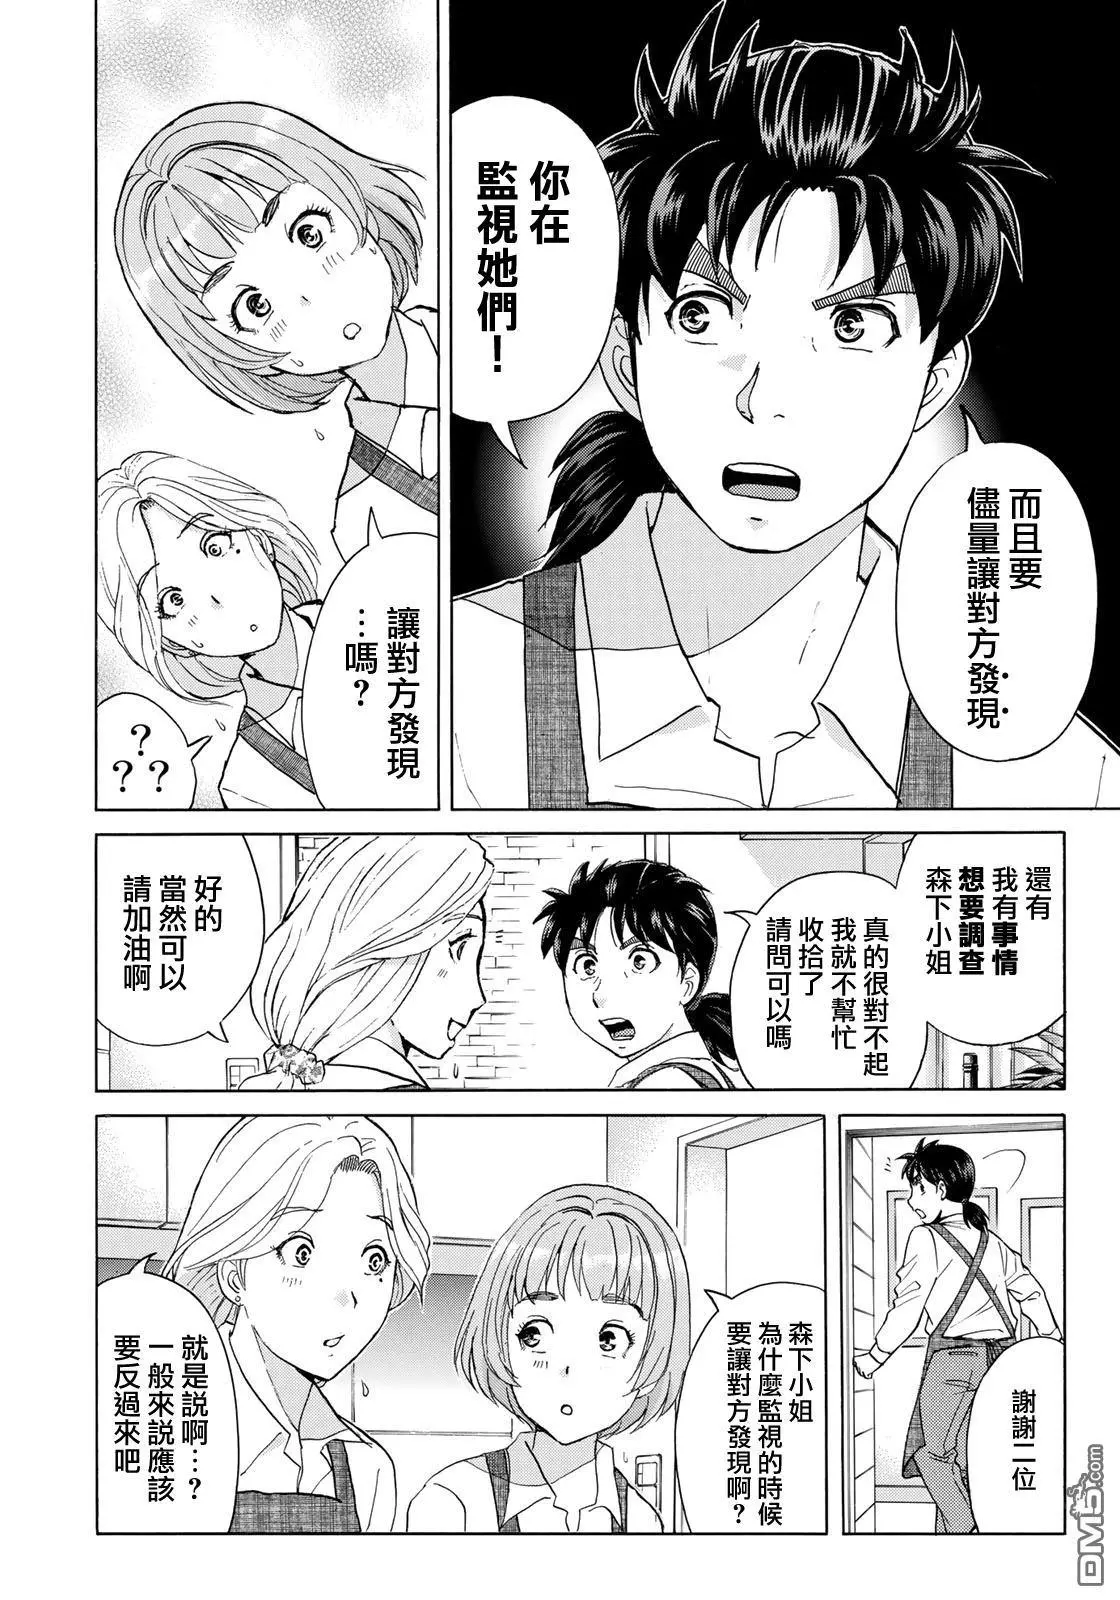 而且要
儘量讓對方發現
你在
監視她們！
讓對方發現
…嗎？
？
？？
還有
我有事情
想要調查
森下小姐
真的很對不起
我就不幫忙
收拾了
請問可以嗎
好的
當然可以
請加油啊
謝謝二位
森下小姐
為什麼監視的時候
要讓對方發現啊？
就是説啊…？
一般來説應該
要反過來吧
DM5.com